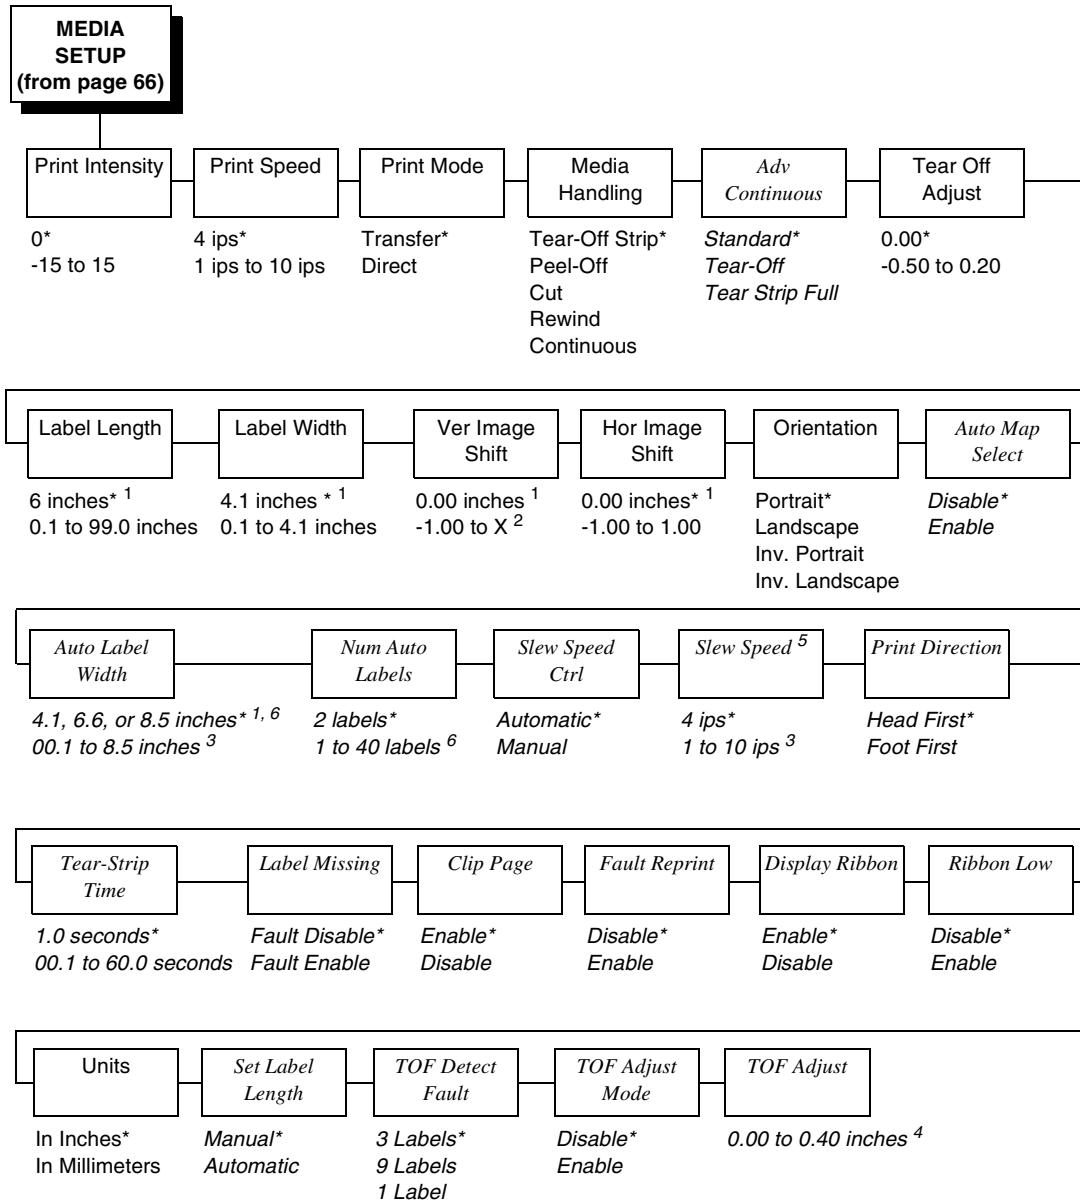 MEDIA
SETUP
(from page 66)
Print Intensity
0*
-15 to 15
Print Speed
4 ips*
1 ips to 10 ips
Print Mode
Transfer*
Direct
Media
Handling
Tear-Off Strip*
Peel-Off
Cut
Rewind
Continuous
Adv
Continuous
Standard*
Tear-Off
Tear Strip Full
Tear Off
Adjust
0.00*
-0.50 to 0.20
Label Length
6 inches* 1
0.1 to 99.0 inches
Label Width
4.1 inches * 1
0.1 to 4.1 inches
Ver Image
Shift
0.00 inches 1
-1.00 to X 2
Hor Image
Shift
0.00 inches* 1
-1.00 to 1.00
Orientation
Portrait*
Landscape
Inv. Portrait
Inv. Landscape
Auto Map
Select
Disable*
Enable
Auto Label
Width
4.1, 6.6, or 8.5 inches* 1, 6
00.1 to 8.5 inches 3
Num Auto
Labels
2 labels*
1 to 40 labels 6
Slew Speed
Ctrl
Automatic*
Manual
Slew Speed 5
4 ips*
1 to 10 ips 3
Print Direction
Head First*
Foot First
Tear-Strip
Time
1.0 seconds*
00.1 to 60.0 seconds
Label Missing
Fault Disable*
Fault Enable
Clip Page
Enable*
Disable
Fault Reprint
Disable*
Enable
Display Ribbon
Enable*
Disable
Ribbon Low
Disable*
Enable
Units
In Inches*
In Millimeters
Set Label
Length
Manual*
Automatic
TOF Detect
Fault
3 Labels*
9 Labels
1 Label
TOF Adjust
Mode
Disable*
Enable
TOF Adjust
0.00 to 0.40 inches 4